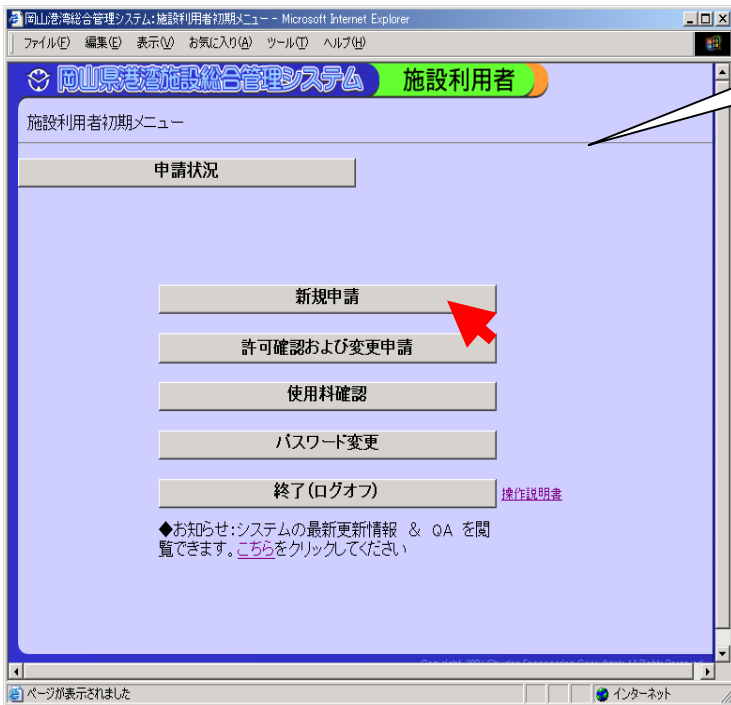 岡山港湾総合管理システム:施設利用者初期メニュー - Microsoft Internet Explorer
ファイル(F) 編集(E) 表示(V) お気に入り(A) ツール(T) ヘルプ(H)
岡山県港湾施設総合管理システム 施設利用者
施設利用者初期メニュー
申請状況
新規申請
許可確認および変更申請
使用料確認
パスワード変更
終了(ログオフ) 操作説明書
◆お知らせ:システムの最新更新情報 & QA を閲
覧できます。こちらをクリックしてください
ページが表示されました インターネット